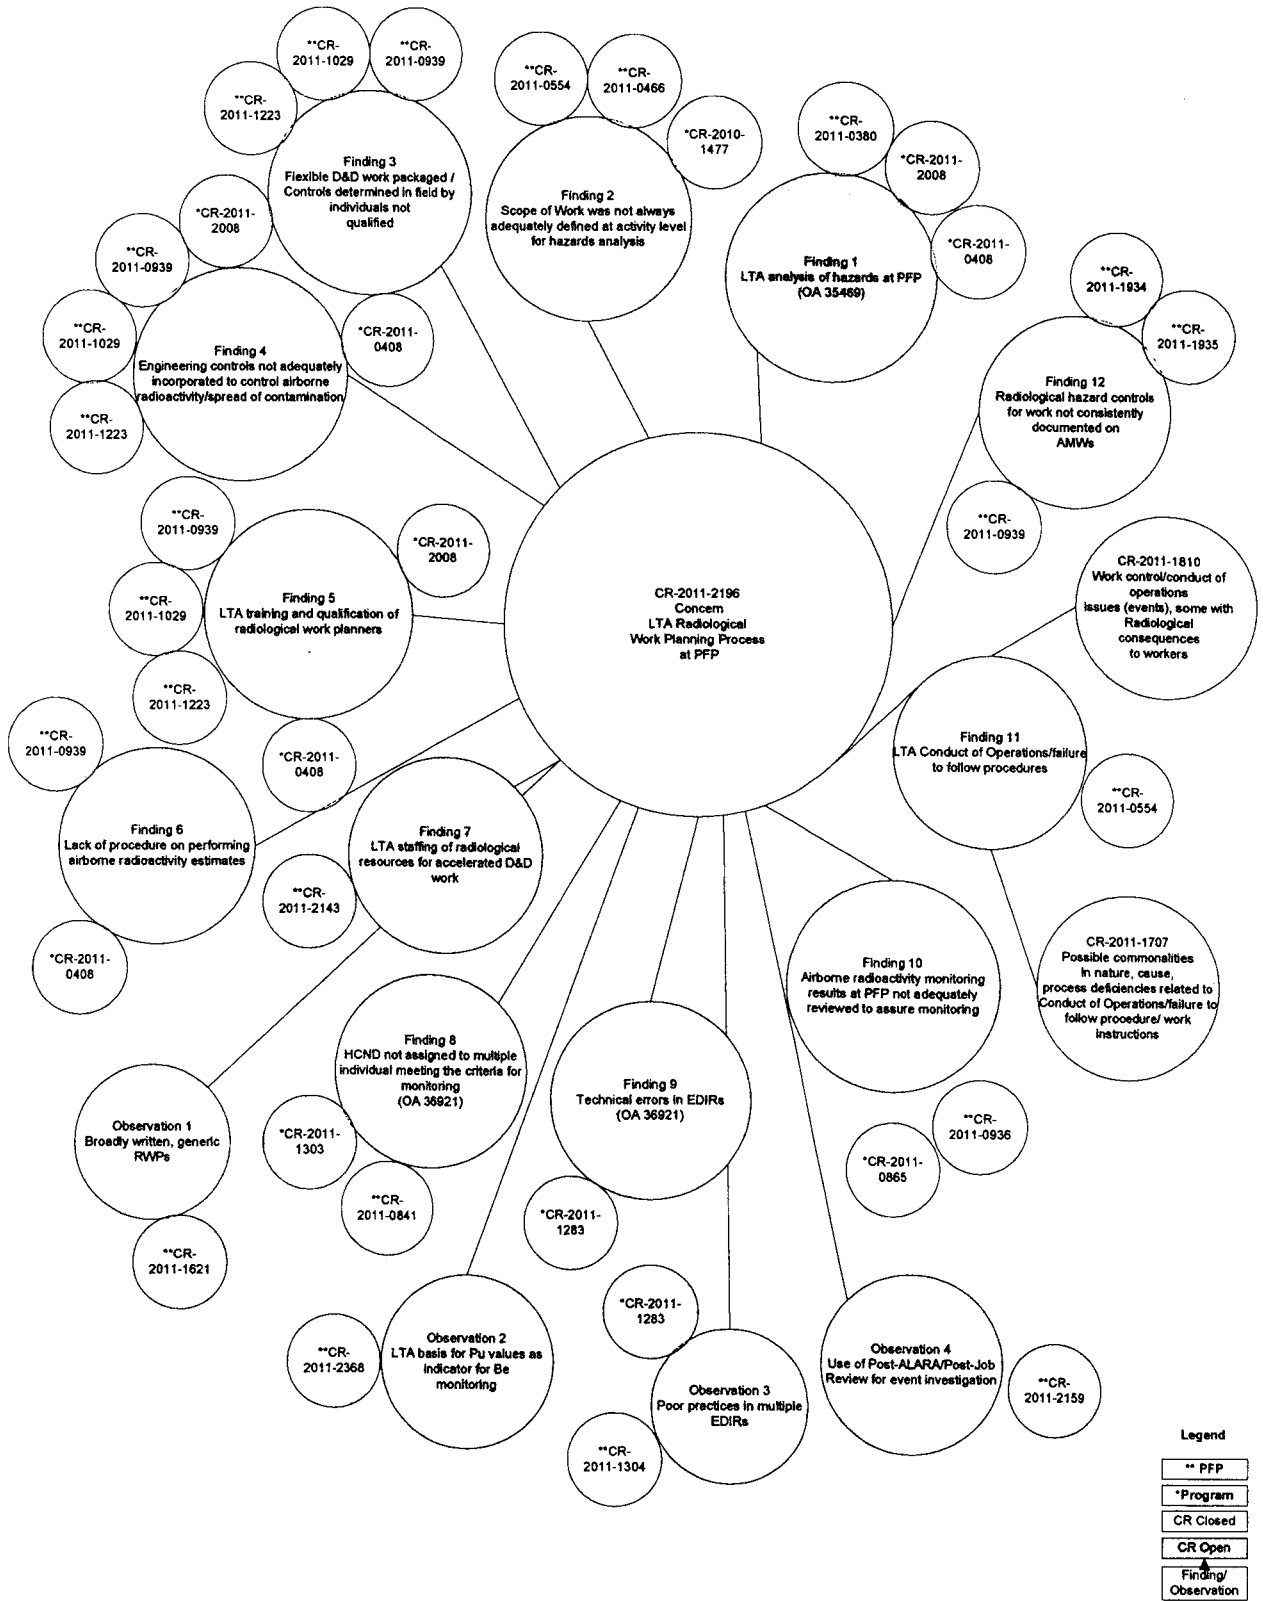 **CR-
2011-1029
**CR-
2011-0939
**CR-
2011-1223
Finding 3
Flexible D&D work packaged /
Controls determined in field by
individuals not
qualified
**CR-
2011-0554
**CR-
2011-0466
*CR-2010-
1477
Finding 2
Scope of Work was not always
adequately defined at activity level
for hazards analysis
**CR-
2011-0380
*CR-2011-
2008
*CR-2011-
0408
Finding 1
LTA analysis of hazards at PFP
(OA 35469)
**CR-
2011-1934
**CR-
2011-1935
Finding 12
Radiological hazard controls
for work not consistently
documented on
AMWs
**CR-
2011-0939
*CR-2011-
2008
**CR-
2011-0939
**CR-
2011-1029
**CR-
2011-1223
*CR-2011-
0408
Finding 4
Engineering controls not adequately
incorporated to control airborne
radioactivity/spread of contamination
**CR-
2011-0939
**CR-
2011-1029
**CR-
2011-1223
*CR-2011-
2008
*CR-2011-
0408
Finding 5
LTA training and qualification of
radiological work planners
.
CR-2011-2196
Concern
LTA Radiological
Work Planning Process
at PFP
CR-2011-1810
Work control/conduct of
operations
issues (events), some with
Radiological
consequences
to workers
Finding 11
LTA Conduct of Operations/failure
to follow procedures
**CR-
2011-0554
CR-2011-1707
Possible commonalities
in nature, cause,
process deficiencies related to
Conduct of Operations/failure to
follow procedure/ work
instructions
**CR-
2011-0939
Finding 6
Lack of procedure on performing
airborne radioactivity estimates
*CR-2011-
0408
Finding 7
LTA staffing of radiological
resources for accelerated D&D
work
**CR-
2011-2143
Finding 10
Airborne radioactivity monitoring
results at PFP not adequately
reviewed to assure monitoring
**CR-
2011-0936
*CR-2011-
0865
Finding 8
HCND not assigned to multiple
individual meeting the criteria for
monitoring
(OA 36921)
*CR-2011-
1303
**CR-
2011-0841
Finding 9
Technical errors in EDIRs
(OA 36921)
*CR-2011-
1283
Observation 1
Broadly written, generic
RWPs
**CR-
2011-1621
Observation 2
LTA basis for Pu values as
indicator for Be
monitoring
**CR-
2011-2368
*CR-2011-
1283
Observation 3
Poor practices in multiple
EDIRs
**CR-
2011-1304
Observation 4
Use of Post-ALARA/Post-Job
Review for event investigation
**CR-
2011-2159
Legend
** PFP
*Program
CR Closed
CR Open
Finding/
Observation